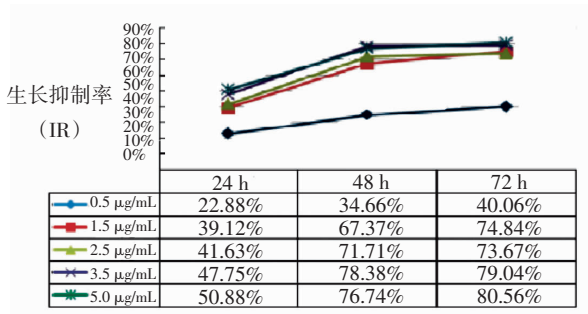 90%
80%
70%
60%
50%
40%
30%
20%
10%
0%
生长抑制率
（IR）
24 h 48 h 72 h
0.5 μg/mL 22.88% 34.66% 40.06%
1.5 μg/mL 39.12% 67.37% 74.84%
2.5 μg/mL 41.63% 71.71% 73.67%
3.5 μg/mL 47.75% 78.38% 79.04%
5.0 μg/mL 50.88% 76.74% 80.56%